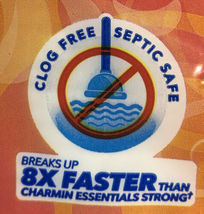 CLOG FREE SEPTIC SAFE
BREAKS UP
8X FASTER THAN
CHARMIN ESSENTIALS STRONG†